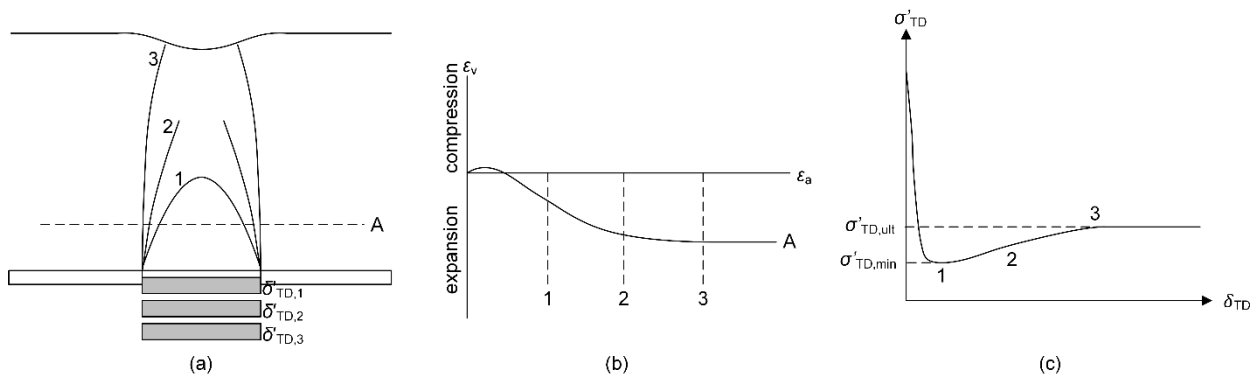 3
2
1
A
δ'TD,1
δ'TD,2
δ'TD,3
(a)
εv
compression
expansion
εa
A
1 2 3
(b)
σ'TD
σ'TD,ult
σ'TD,min
1
2
3
δTD
(c)